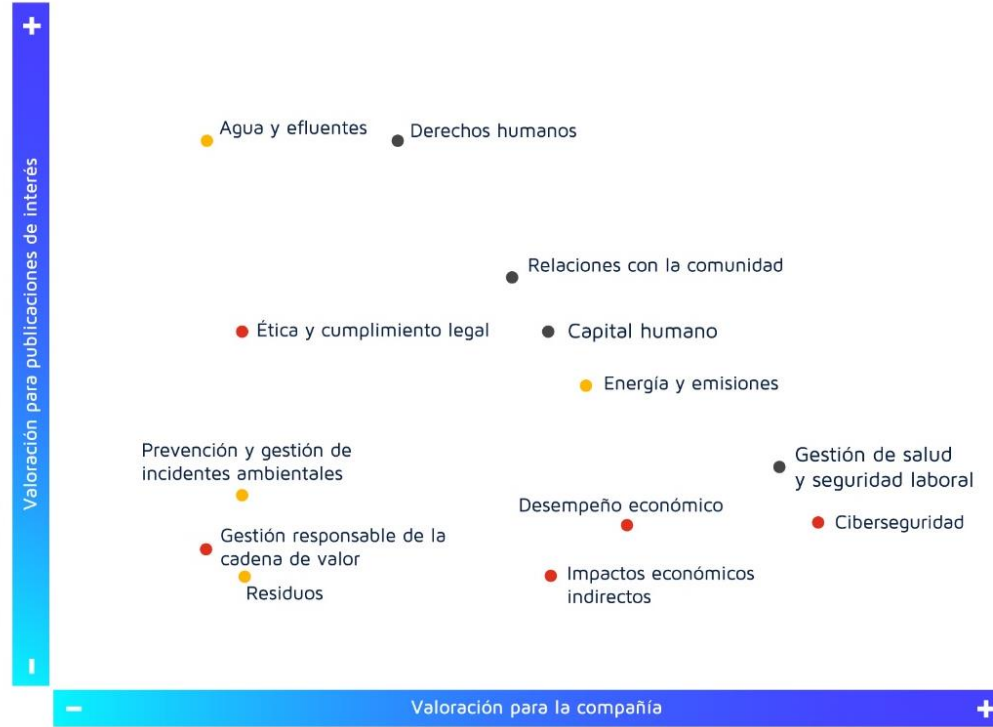 +
Valoración para publicaciones de interés
Agua y efluentes
Derechos humanos
Relaciones con la comunidad
Ética y cumplimiento legal
Capital humano
Energía y emisiones
Prevención y gestión de
incidentes ambientales
Gestión de salud
y seguridad laboral
Desempeño económico
Ciberseguridad
Gestión responsable de la
cadena de valor
Impactos económicos
indirectos
Residuos
-
-
Valoración para la compañía
+